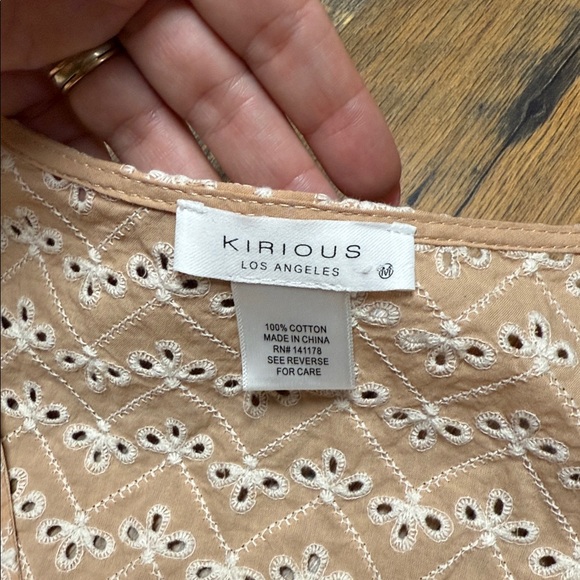 KIRIOUS
LOS ANGELES
M
100% COTTON
MADE IN CHINA
RN# 141178
SEE REVERSE
FOR CARE